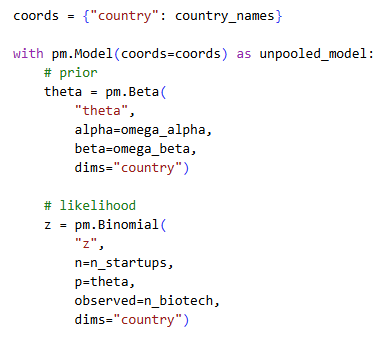 coords = {"country": country_names}

with pm.Model(coords=coords) as unpooled_model:
    # prior
    theta = pm.Beta(
        "theta",
        alpha=omega_alpha,
        beta=omega_beta,
        dims="country")

    # likelihood
    z = pm.Binomial(
        "z",
        n=n_startups,
        p=theta,
        observed=n_biotech,
        dims="country")